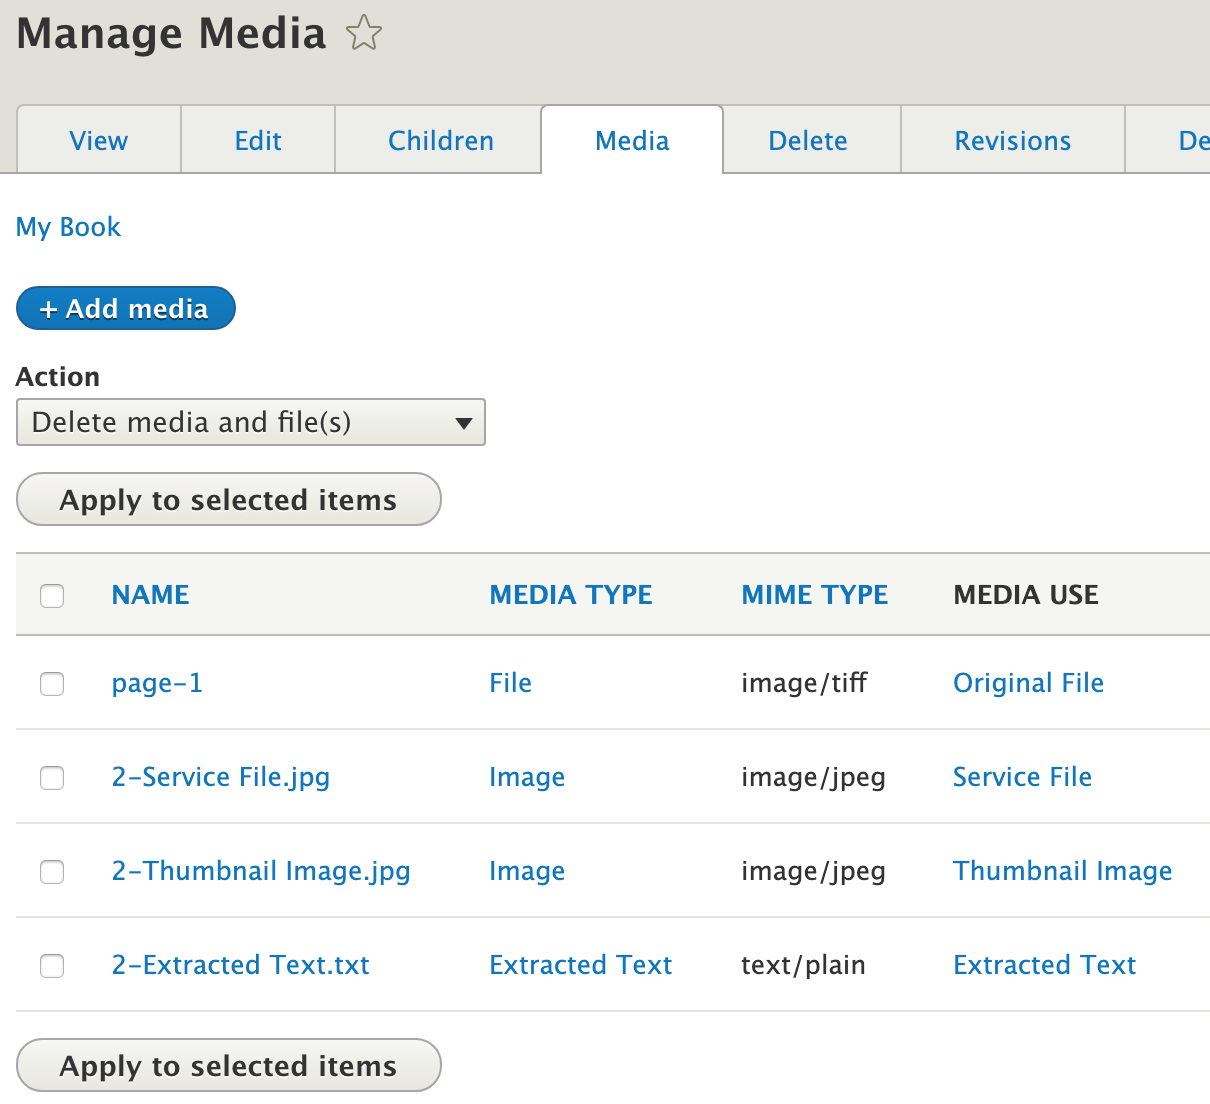 Manage Media
View Edit Children Media Delete Revisions De
My Book
+ Add media
Action
Delete media and file(s)
Apply to selected items
NAME MEDIA TYPE MIME TYPE MEDIA USE
page-1 File image/tiff Original File
2-Service File.jpg Image image/jpeg Service File
2-Thumbnail Image.jpg Image image/jpeg Thumbnail Image
2-Extracted Text.txt Extracted Text text/plain Extracted Text
Apply to selected items